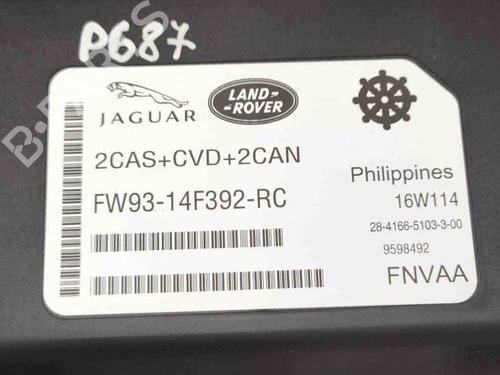 P687
JAGUAR
LAND-
-ROVER
2CAS+CVD+2CAN
FW93-14F392-RC
Philippines
16W114
28-4166-5103-3-00
9598492
FNVAA